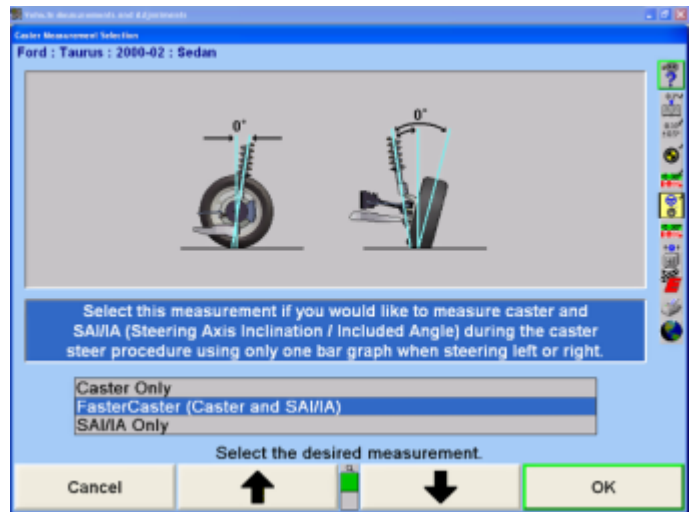 Vehicle Measurements and Adjustments
Caster Measurement Selection
Ford : Taurus : 2000-02 : Sedan
0°
0°
Select this measurement if you would like to measure caster and
SAI/IA (Steering Axis Inclination / Included Angle) during the caster
steer procedure using only one bar graph when steering left or right.
Caster Only
FasterCaster (Caster and SAI/IA)
SAI/IA Only
Select the desired measurement.
Cancel
OK